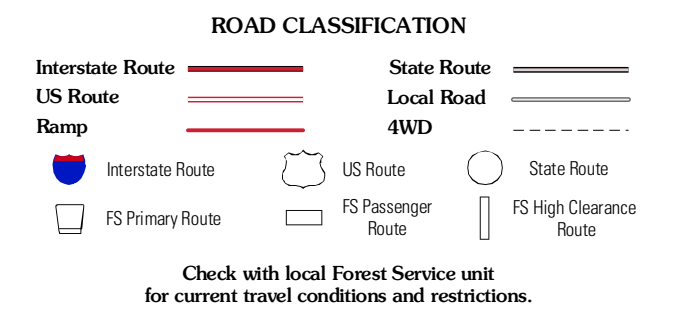 ROAD CLASSIFICATION
Interstate Route
State Route
US Route
Local Road
Ramp
4WD
Interstate Route
US Route
State Route
FS Primary Route
FS Passenger
Route
FS High Clearance
Route
Check with local Forest Service unit
for current travel conditions and restrictions.